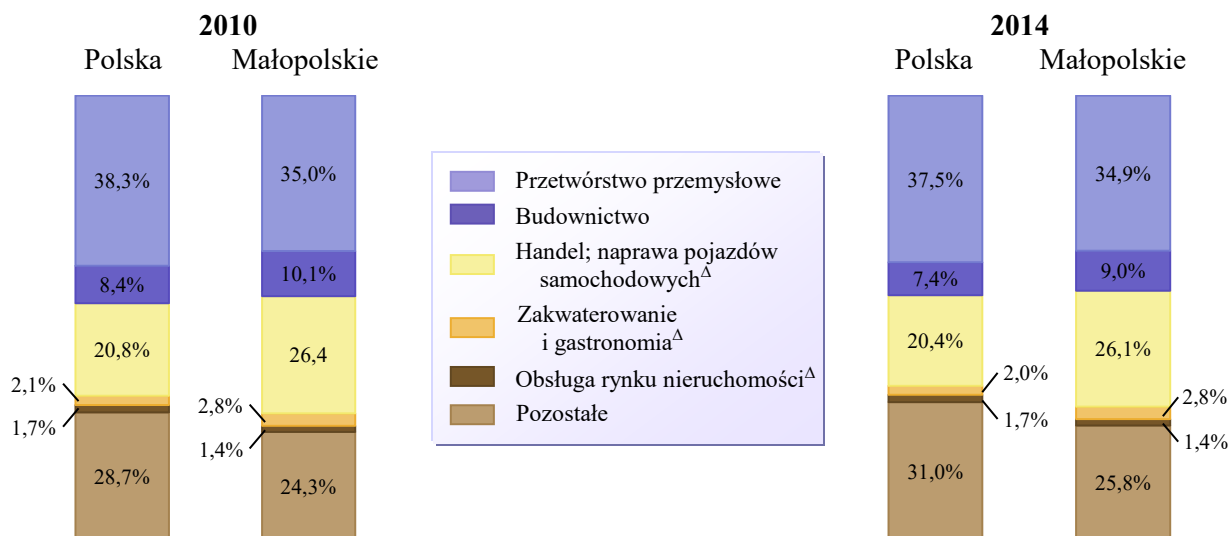 2010
Polska
Małopolskie
38,3%
8,4%
20,8%
2,1%
1,7%
28,7%
35,0%
10,1%
26,4
2,8%
1,4%
24,3%
Przetwórstwo przemysłowe
Budownictwo
Handel; naprawa pojazdów
samochodowych^Δ
Zakwaterowanie
i gastronomia^Δ
Obsługa rynku nieruchomości^Δ
Pozostałe
2014
Polska
Małopolskie
37,5%
7,4%
20,4%
2,0%
1,7%
31,0%
34,9%
9,0%
26,1%
2,8%
1,4%
25,8%